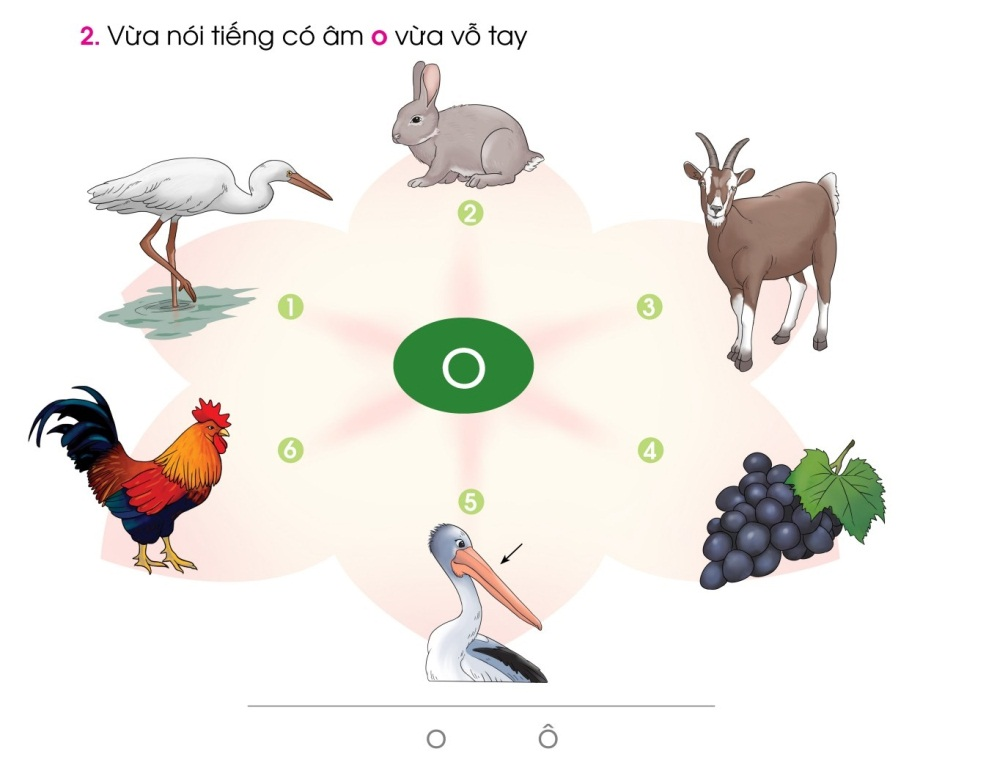 2. Vừa nói tiếng có âm o vừa vỗ tay
2
1
3
O
6
4
5
O Ô